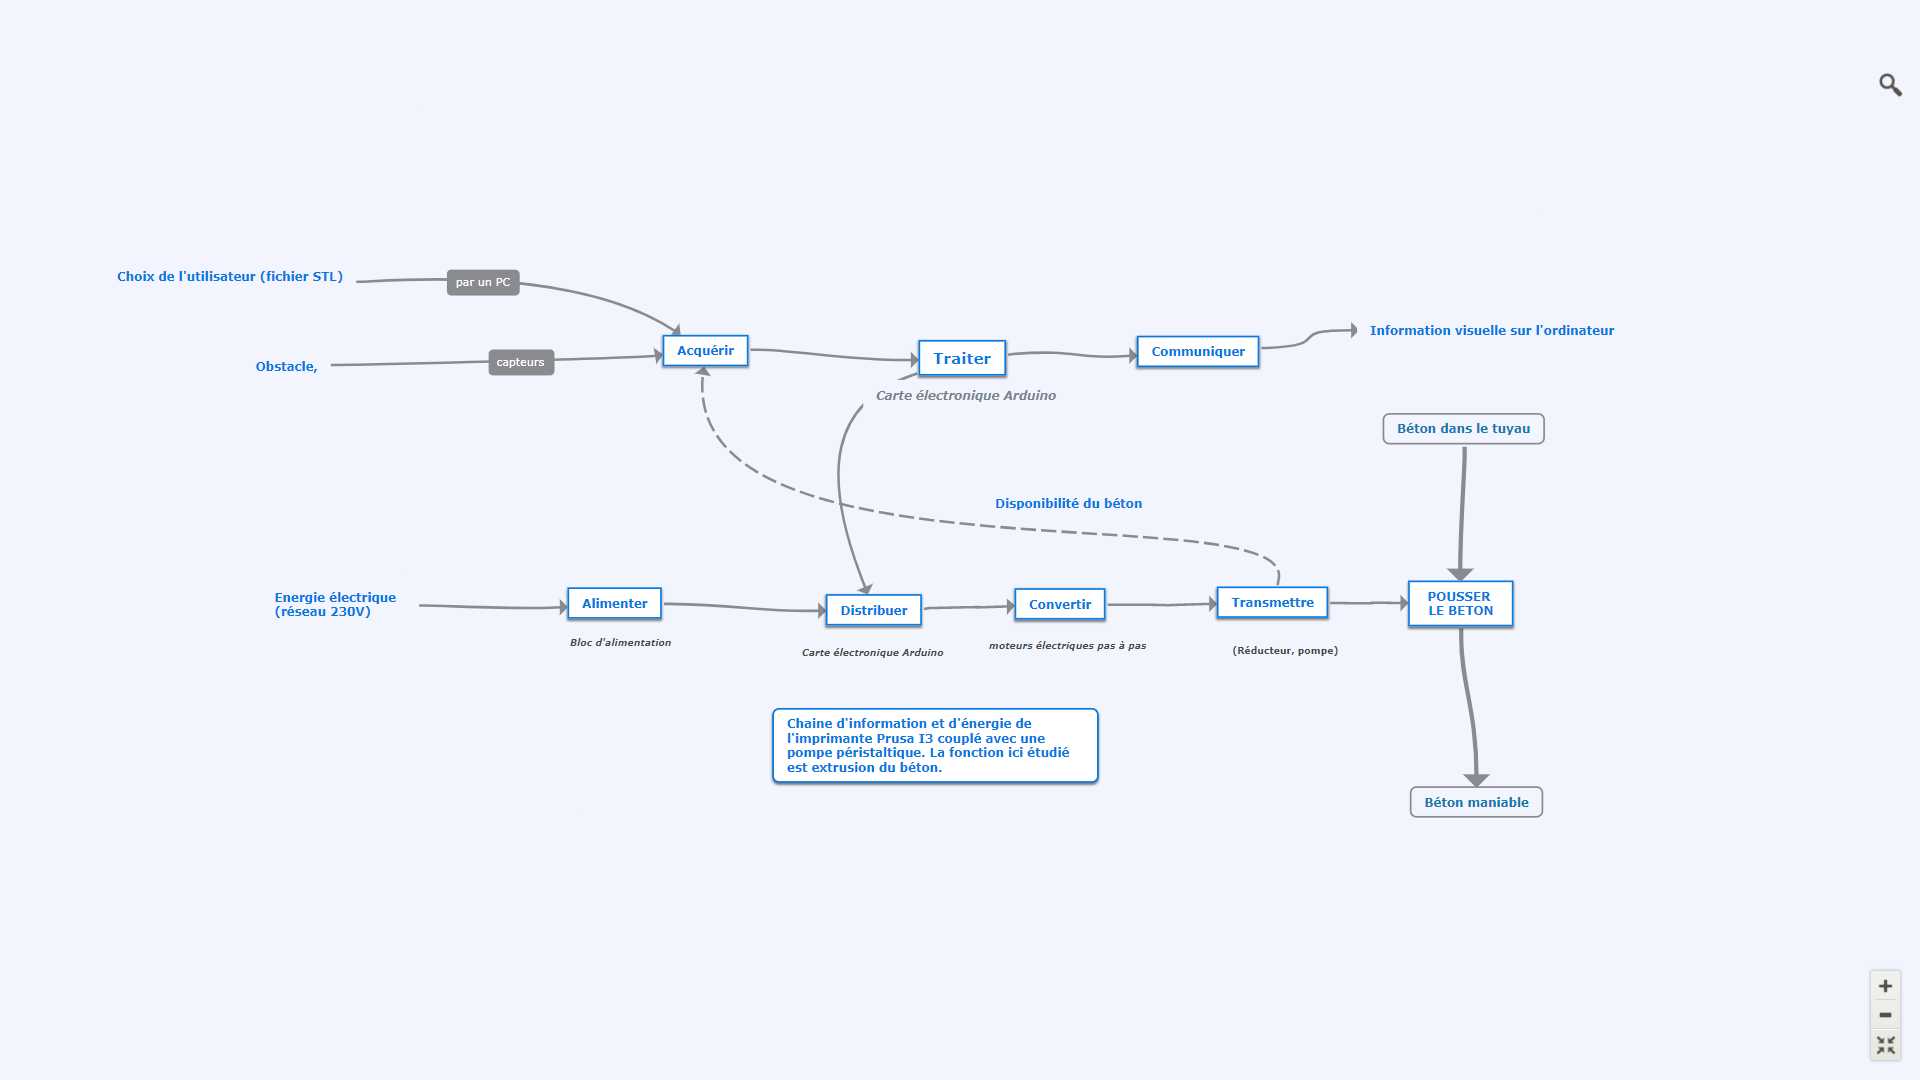 Choix de l'utilisateur (fichier STL)
par un PC
Obstacle,
capteurs
Acquérir
Traiter
Carte électronique Arduino
Communiquer
Information visuelle sur l'ordinateur
Béton dans le tuyau
Disponibilité du béton
Energie électrique
(réseau 230V)
Alimenter
Bloc d'alimentation
Distribuer
Carte électronique Arduino
Convertir
moteurs électriques pas à pas
Transmettre
(Réducteur, pompe)
POUSSER
LE BETON
Chaine d'information et d'énergie de
l'imprimante Prusa I3 couplé avec une
pompe péristaltique. La fonction ici étudié
est extrusion du béton.
Béton maniable